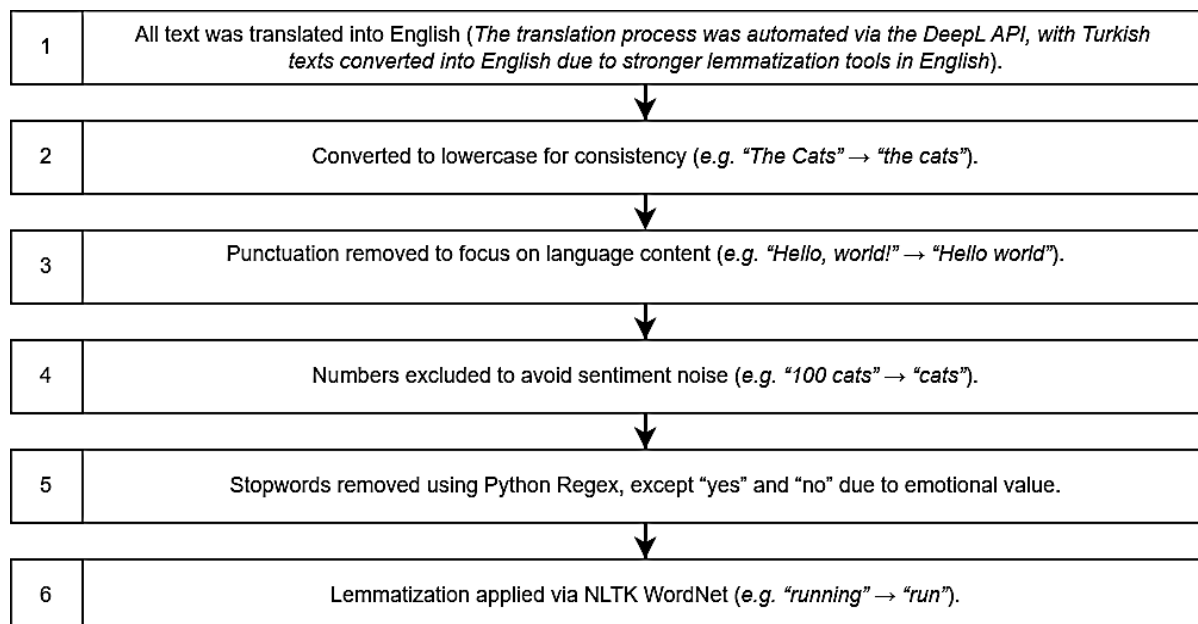 1
All text was translated into English (The translation process was automated via the DeepL API, with Turkish
texts converted into English due to stronger lemmatization tools in English).
2
Converted to lowercase for consistency (e.g. “The Cats” → “the cats”).
3
Punctuation removed to focus on language content (e.g. “Hello, world!” → “Hello world”).
4
Numbers excluded to avoid sentiment noise (e.g. “100 cats” → “cats”).
5
Stopwords removed using Python Regex, except “yes” and “no” due to emotional value.
6
Lemmatization applied via NLTK WordNet (e.g. “running” → “run”).